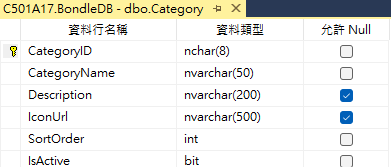 C501A17.BondleDB - dbo.Category
資料行名稱 資料類型 允許 Null
CategoryID nchar(8)
CategoryName nvarchar(50)
Description nvarchar(200)
IconUrl nvarchar(500)
SortOrder int
IsActive bit